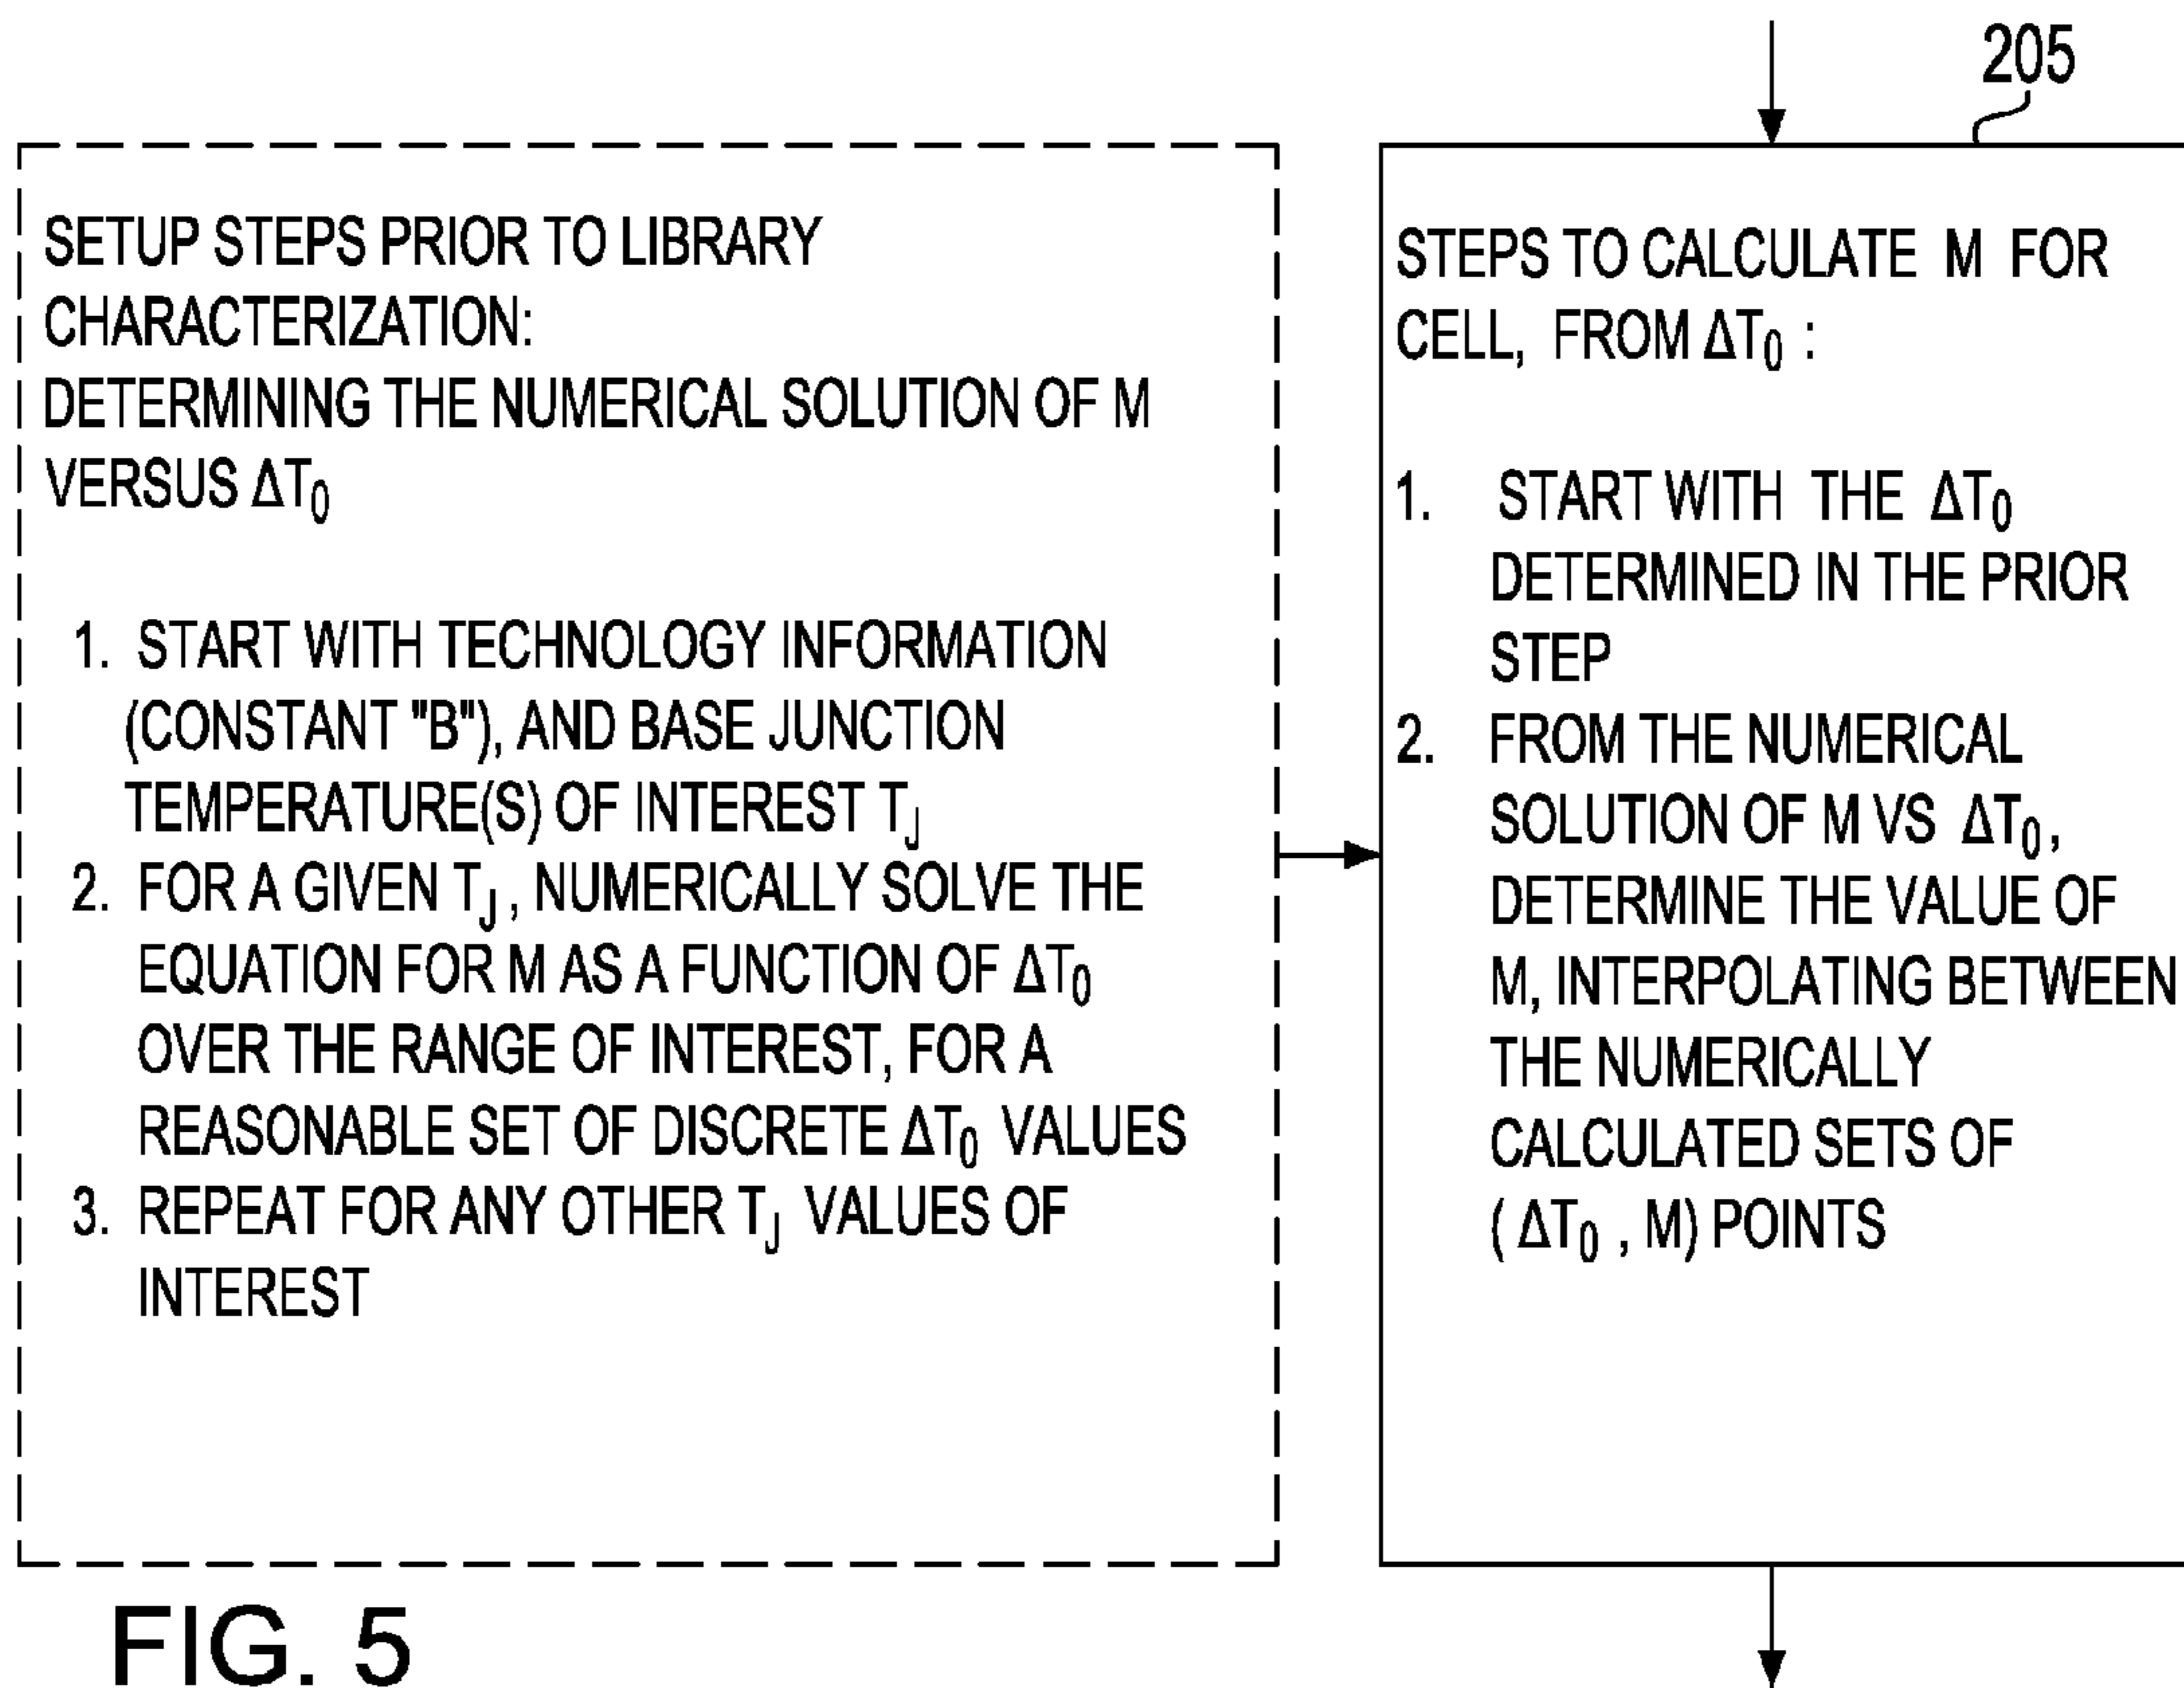 205
SETUP STEPS PRIOR TO LIBRARY
CHARACTERIZATION:
DETERMINING THE NUMERICAL SOLUTION OF M
VERSUS ΔT₀
1. START WITH TECHNOLOGY INFORMATION
(CONSTANT "B"), AND BASE JUNCTION
TEMPERATURE(S) OF INTEREST TJ
2. FOR A GIVEN TJ, NUMERICALLY SOLVE THE
EQUATION FOR M AS A FUNCTION OF ΔT₀
OVER THE RANGE OF INTEREST, FOR A
REASONABLE SET OF DISCRETE ΔT₀ VALUES
3. REPEAT FOR ANY OTHER TJ VALUES OF
INTEREST
STEPS TO CALCULATE M FOR
CELL, FROM ΔT₀ :
1. START WITH THE ΔT₀
DETERMINED IN THE PRIOR
STEP
2. FROM THE NUMERICAL
SOLUTION OF M VS ΔT₀,
DETERMINE THE VALUE OF
M, INTERPOLATING BETWEEN
THE NUMERICALLY
CALCULATED SETS OF
( ΔT₀ , M) POINTS
FIG. 5